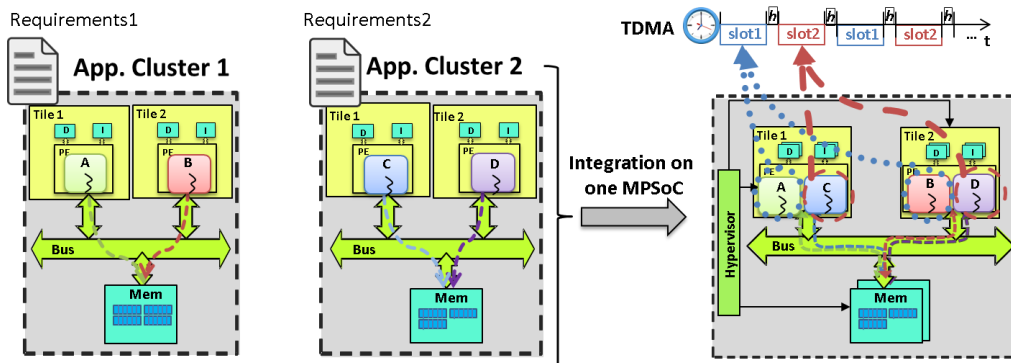 Requirements1
App. Cluster 1
Tile 1
D
I
PE
A
Tile 2
D
I
PE
B
Bus
Mem
Requirements2
App. Cluster 2
Tile 1
D
I
PE
C
Tile 2
D
I
PE
D
Bus
Mem
Integration on
one MPSoC
TDMA
slot1
h
slot2
h
slot1
h
slot2
h
... t
Hypervisor
Tile 1
D
I
PE
A
C
Tile 2
D
I
B
D
Bus
Mem